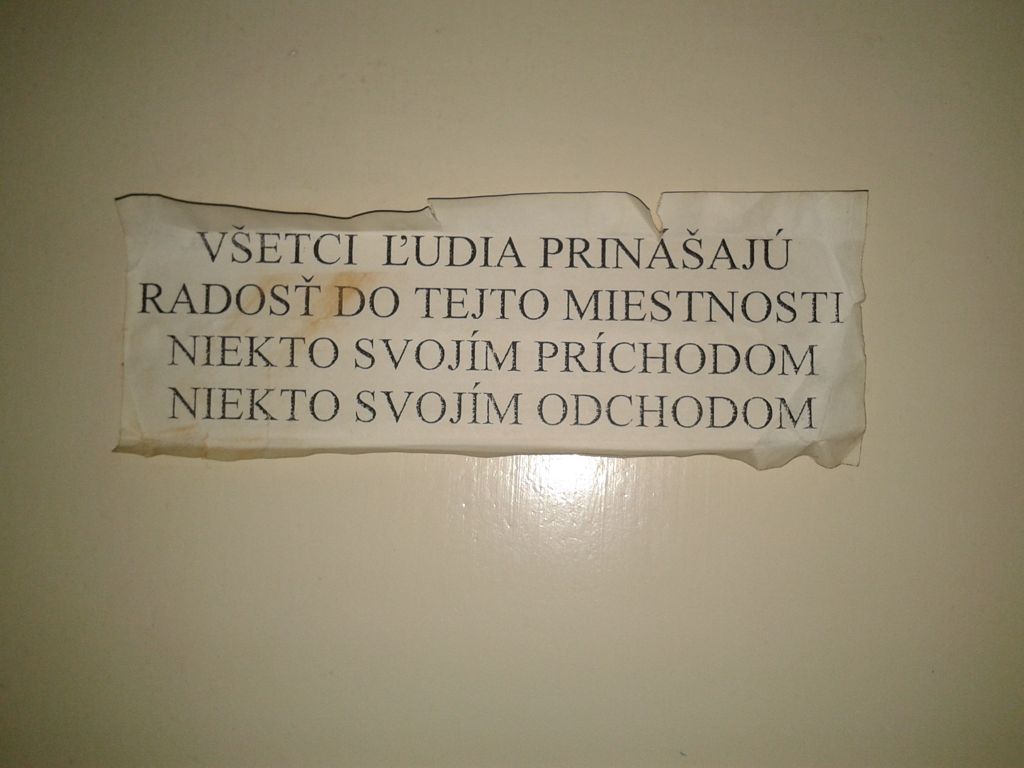 VŠETCI ĽUDIA PRINÁŠAJÚ
RADOSŤ DO TEJTO MIESTNOSTI
NIEKTO SVOJÍM PRÍCHODOM
NIEKTO SVOJÍM ODCHODOM